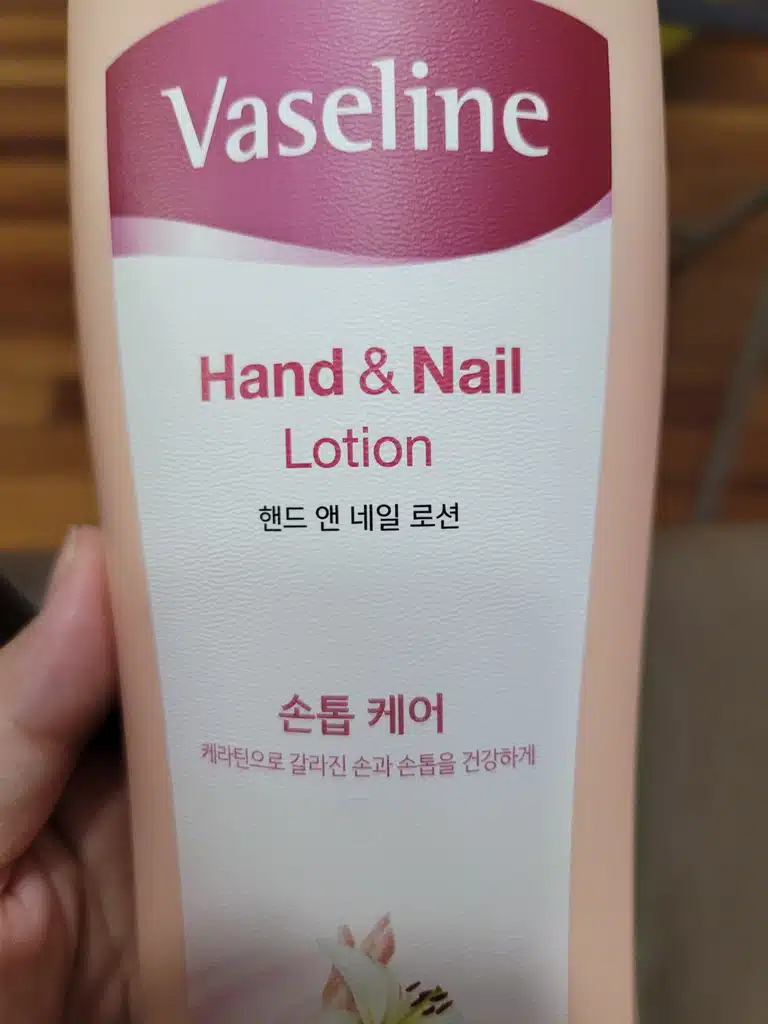 Vaseline
Hand & Nail
Lotion
핸드 앤 네일 로션
손톱 케어
케라틴으로 갈라진 손과 손톱을 건강하게